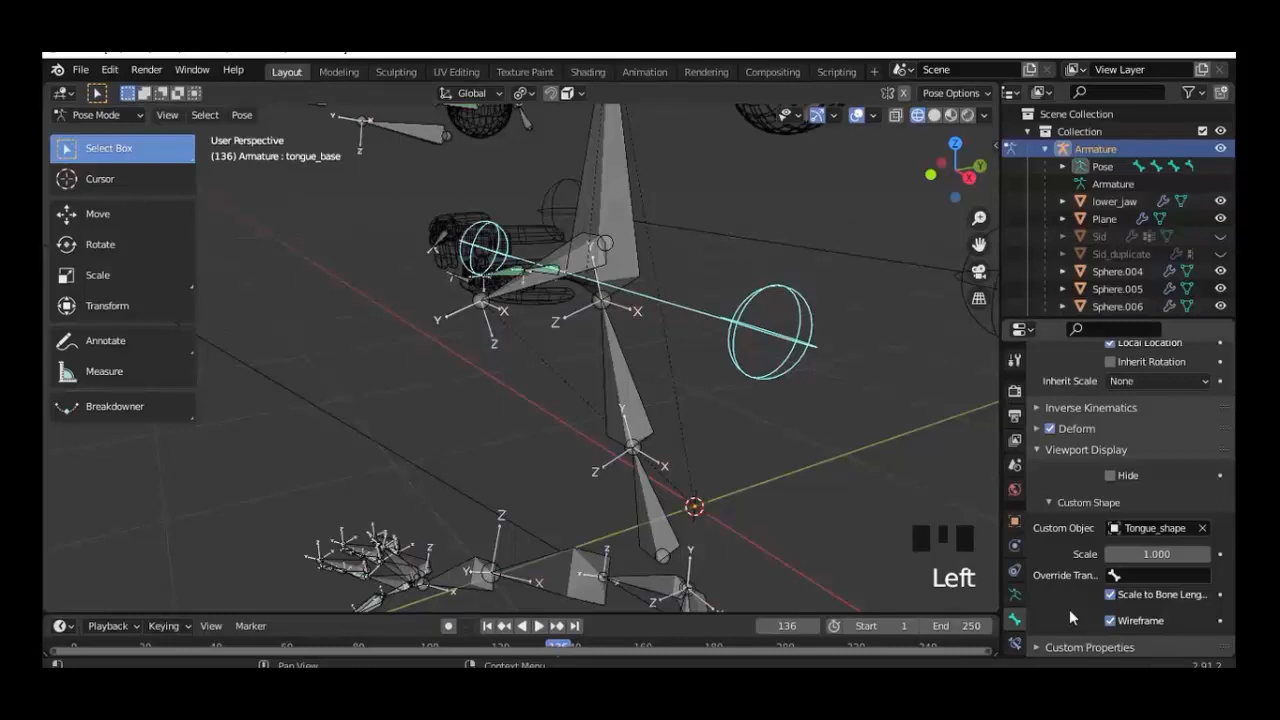 File Edit Render Window Help Layout Modeling Sculpting UV Editing Texture Paint Shading Animation Rendering Compositing Scripting + Scene View Layer
Global X Pose Options
Pose Mode View Select Pose
Select Box
Cursor
Move
Rotate
Scale
Transform
Annotate
Measure
Breakdowner
User Perspective
(136) Armature : tongue_base
Z
Y
X
Left
Scene Collection
Collection
Armature
Pose
Armature
lower_jaw
Plane
Sid
Sid_duplicate
Sphere.004
Sphere.005
Sphere.006
Local Location
Inherit Rotation
Inherit Scale None
Inverse Kinematics
Deform
Viewport Display
Hide
Custom Shape
Custom Objec Tongue_shape
Scale 1.000
Override Tran..
Scale to Bone Leng..
Wireframe
Custom Properties
Playback Keying View Marker 136 Start 1 End 250
Pan View Context Menu 2.91.2